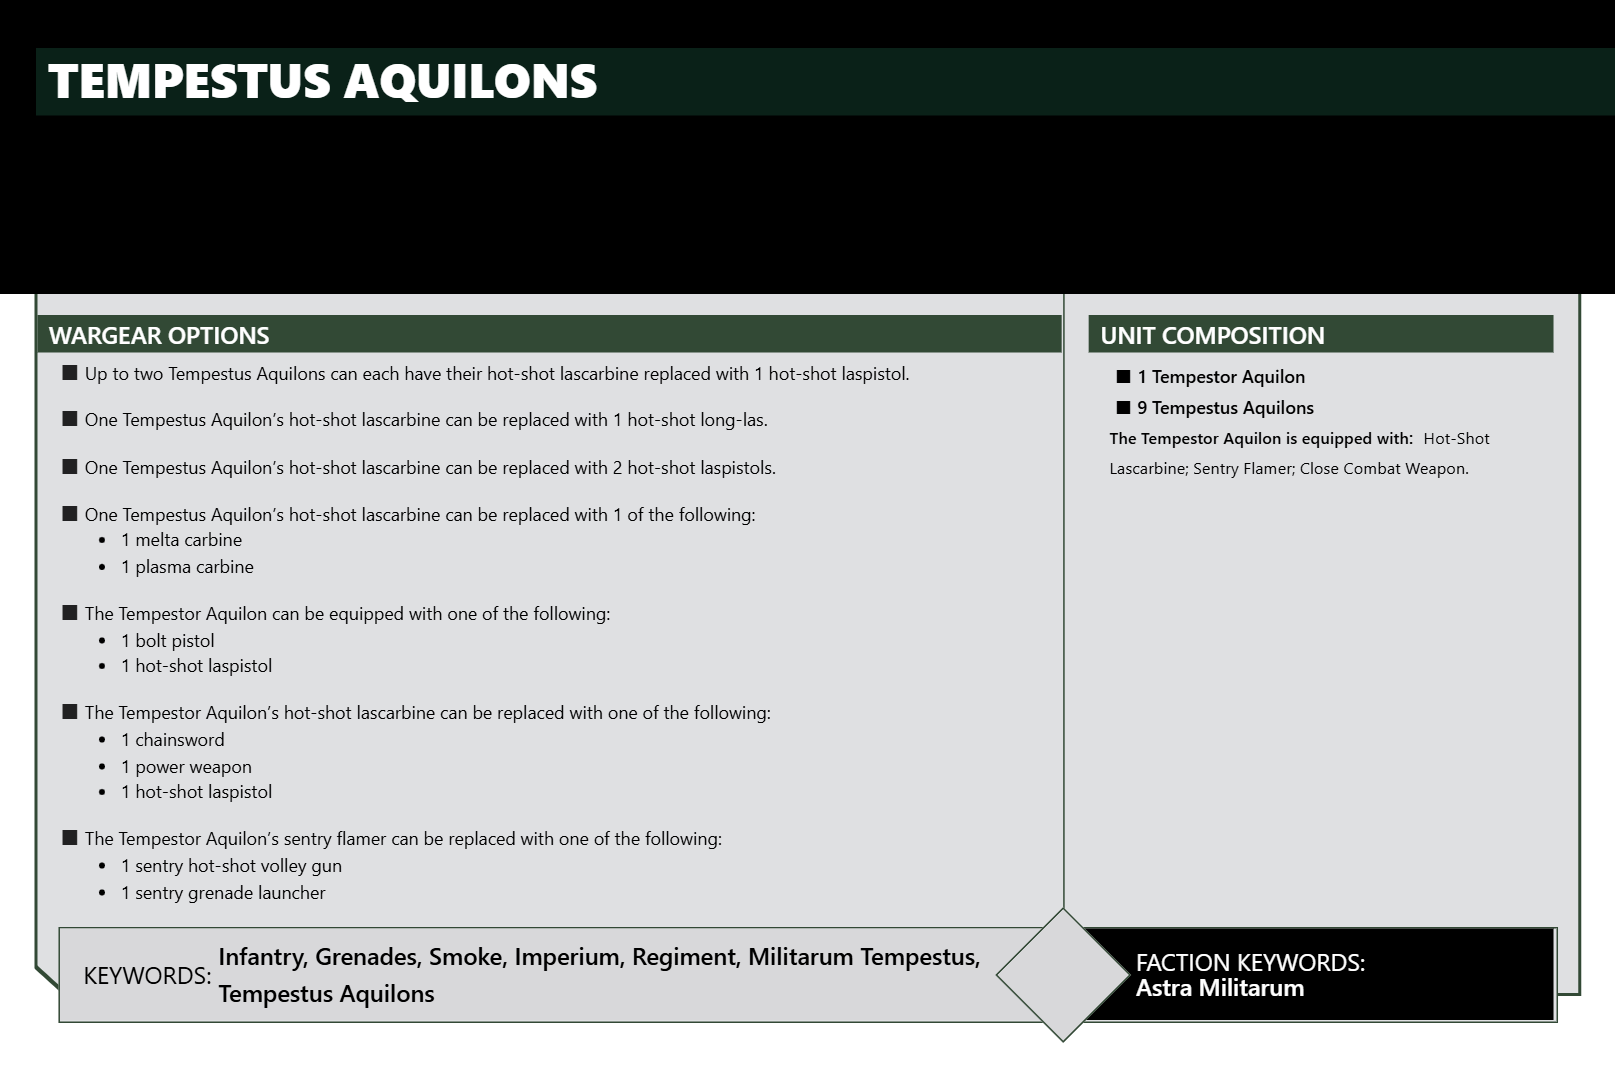 TEMPESTUS AQUILONS
WARGEAR OPTIONS
■ Up to two Tempestus Aquilons can each have their hot-shot lascarbine replaced with 1 hot-shot laspistol.
■ One Tempestus Aquilon’s hot-shot lascarbine can be replaced with 1 hot-shot long-las.
■ One Tempestus Aquilon’s hot-shot lascarbine can be replaced with 2 hot-shot laspistols.
■ One Tempestus Aquilon’s hot-shot lascarbine can be replaced with 1 of the following:
• 1 melta carbine
• 1 plasma carbine
■ The Tempestor Aquilon can be equipped with one of the following:
• 1 bolt pistol
• 1 hot-shot laspistol
■ The Tempestor Aquilon’s hot-shot lascarbine can be replaced with one of the following:
• 1 chainsword
• 1 power weapon
• 1 hot-shot laspistol
■ The Tempestor Aquilon’s sentry flamer can be replaced with one of the following:
• 1 sentry hot-shot volley gun
• 1 sentry grenade launcher
UNIT COMPOSITION
■ 1 Tempestor Aquilon
■ 9 Tempestus Aquilons
The Tempestor Aquilon is equipped with: Hot-Shot
Lascarbine; Sentry Flamer; Close Combat Weapon.
KEYWORDS: Infantry, Grenades, Smoke, Imperium, Regiment, Militarum Tempestus,
Tempestus Aquilons
FACTION KEYWORDS:
Astra Militarum